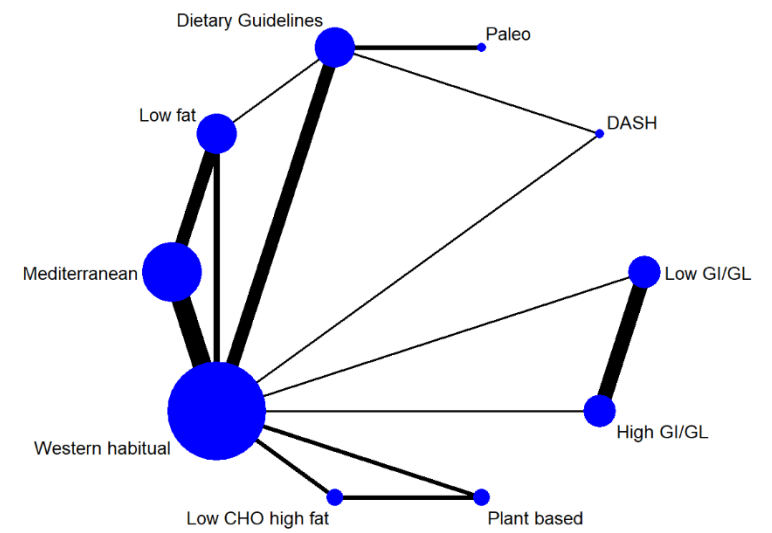 Dietary Guidelines
Paleo
Low fat
DASH
Mediterranean
Low GI/GL
Western habitual
High GI/GL
Low CHO high fat
Plant based